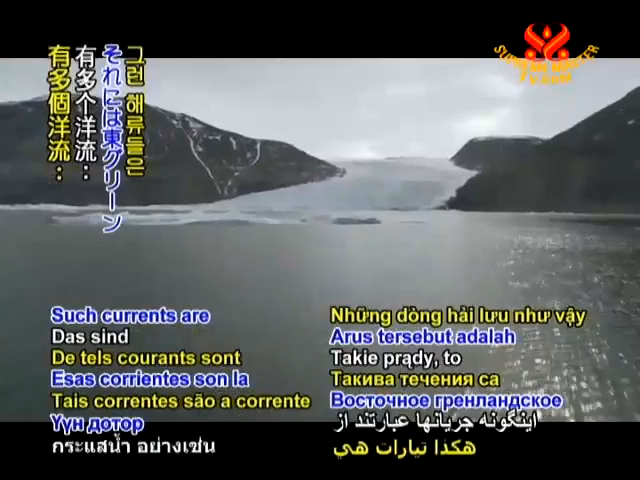 그런 해류들은
それには東グリーン
有多个洋流：
有多個洋流：
SUPREME MASTER
TV.COM
Such currents are
Das sind
De tels courants sont
Esas corrientes son la
Tais correntes são a corrente
Үүн дотор
กระแสน้ำ อย่างเช่น
Những dòng hải lưu như vậy
Arus tersebut adalah
Takie prądy, to
Такива течения са
Восточное гренландское
اینگونه جریانها عبارتند از
هكذا تيارات هي